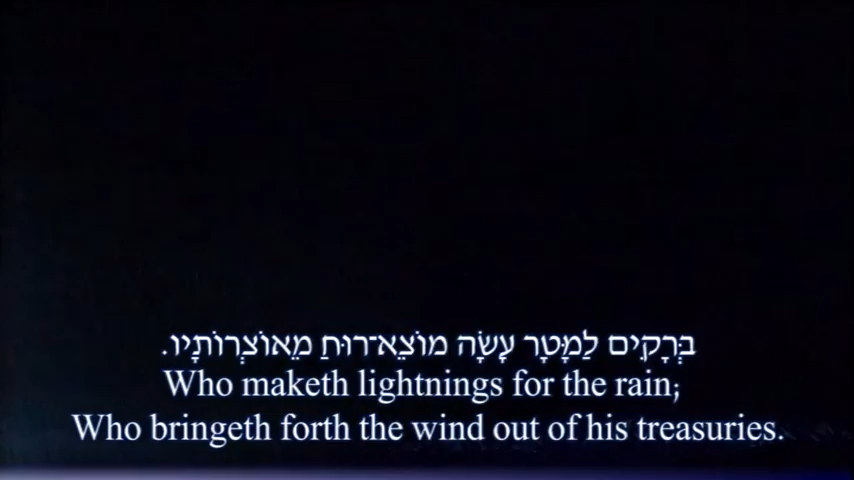 בְּרָקִים לַמָּטָר עָשָׂה מוֹצֵא־רוּחַ מֵאוֹצְרוֹתָיו.
Who maketh lightnings for the rain;
Who bringeth forth the wind out of his treasuries.